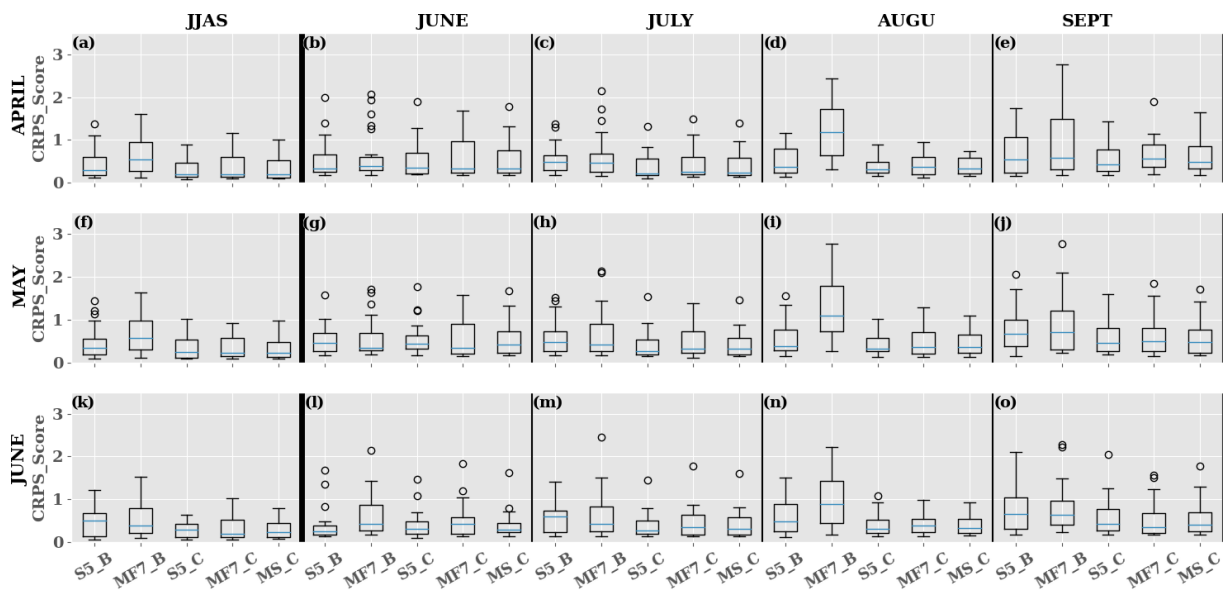 JJAS JUNE JULY AUGU SEPT
(a) (b) (c) (d) (e)
APRIL
CRPS_Score
3
2
1
0
(f) (g) (h) (i) (j)
MAY
CRPS_Score
3
2
1
0
(k) (l) (m) (n) (o)
JUNE
CRPS_Score
3
2
1
0
S5_B MF7_B S5_C MF7_C MS_C S5_B MF7_B S5_C MF7_C MS_C S5_B MF7_B S5_C MF7_C MS_C S5_B MF7_B S5_C MF7_C MS_C S5_B MF7_B S5_C MF7_C MS_C